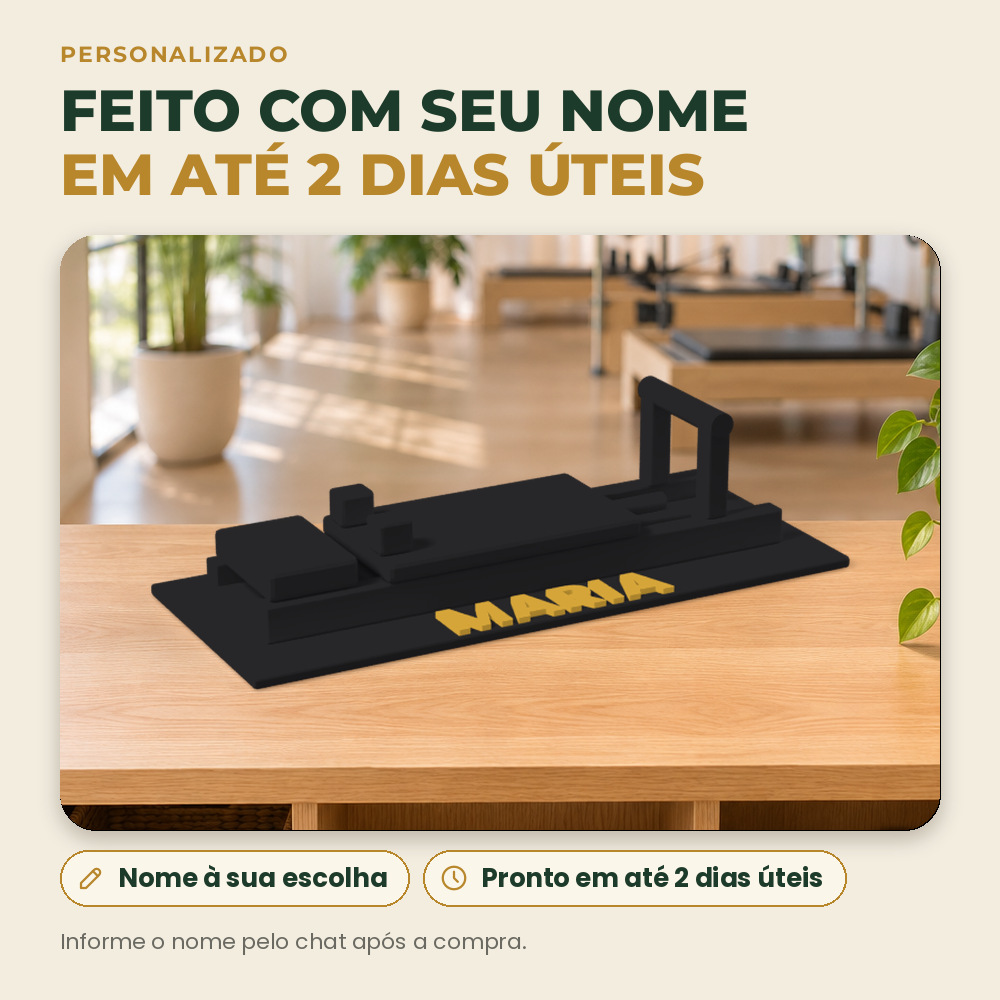 PERSONALIZADO
FEITO COM SEU NOME
EM ATÉ 2 DIAS ÚTEIS
MARIA
Nome à sua escolha
Pronto em até 2 dias úteis
Informe o nome pelo chat após a compra.